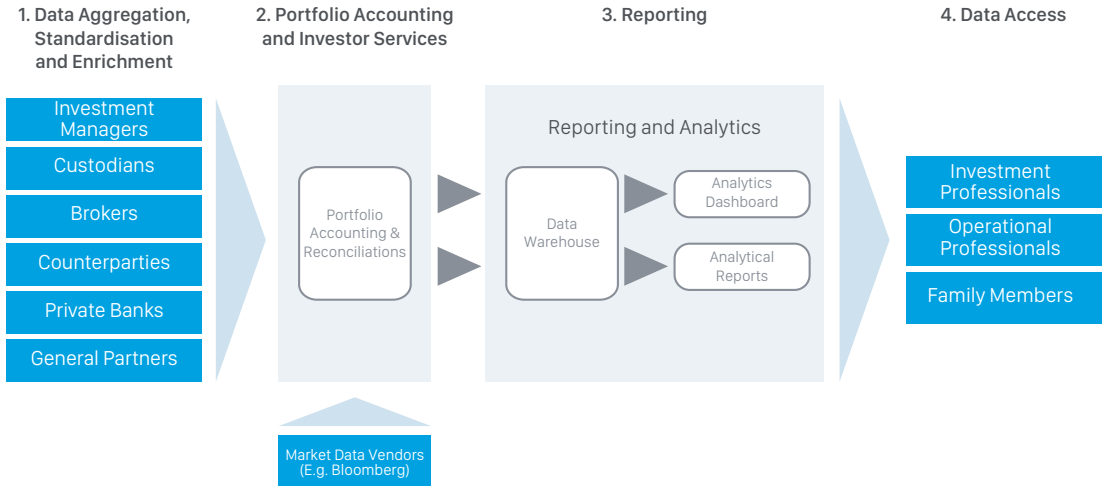 1. Data Aggregation,
Standardisation
and Enrichment
2. Portfolio Accounting
and Investor Services
3. Reporting
4. Data Access
Investment
Managers
Custodians
Brokers
Counterparties
Private Banks
General Partners
Portfolio
Accounting &
Reconciliations
Market Data Vendors
(E.g. Bloomberg)
Reporting and Analytics
Data
Warehouse
Analytics
Dashboard
Analytical
Reports
Investment
Professionals
Operational
Professionals
Family Members